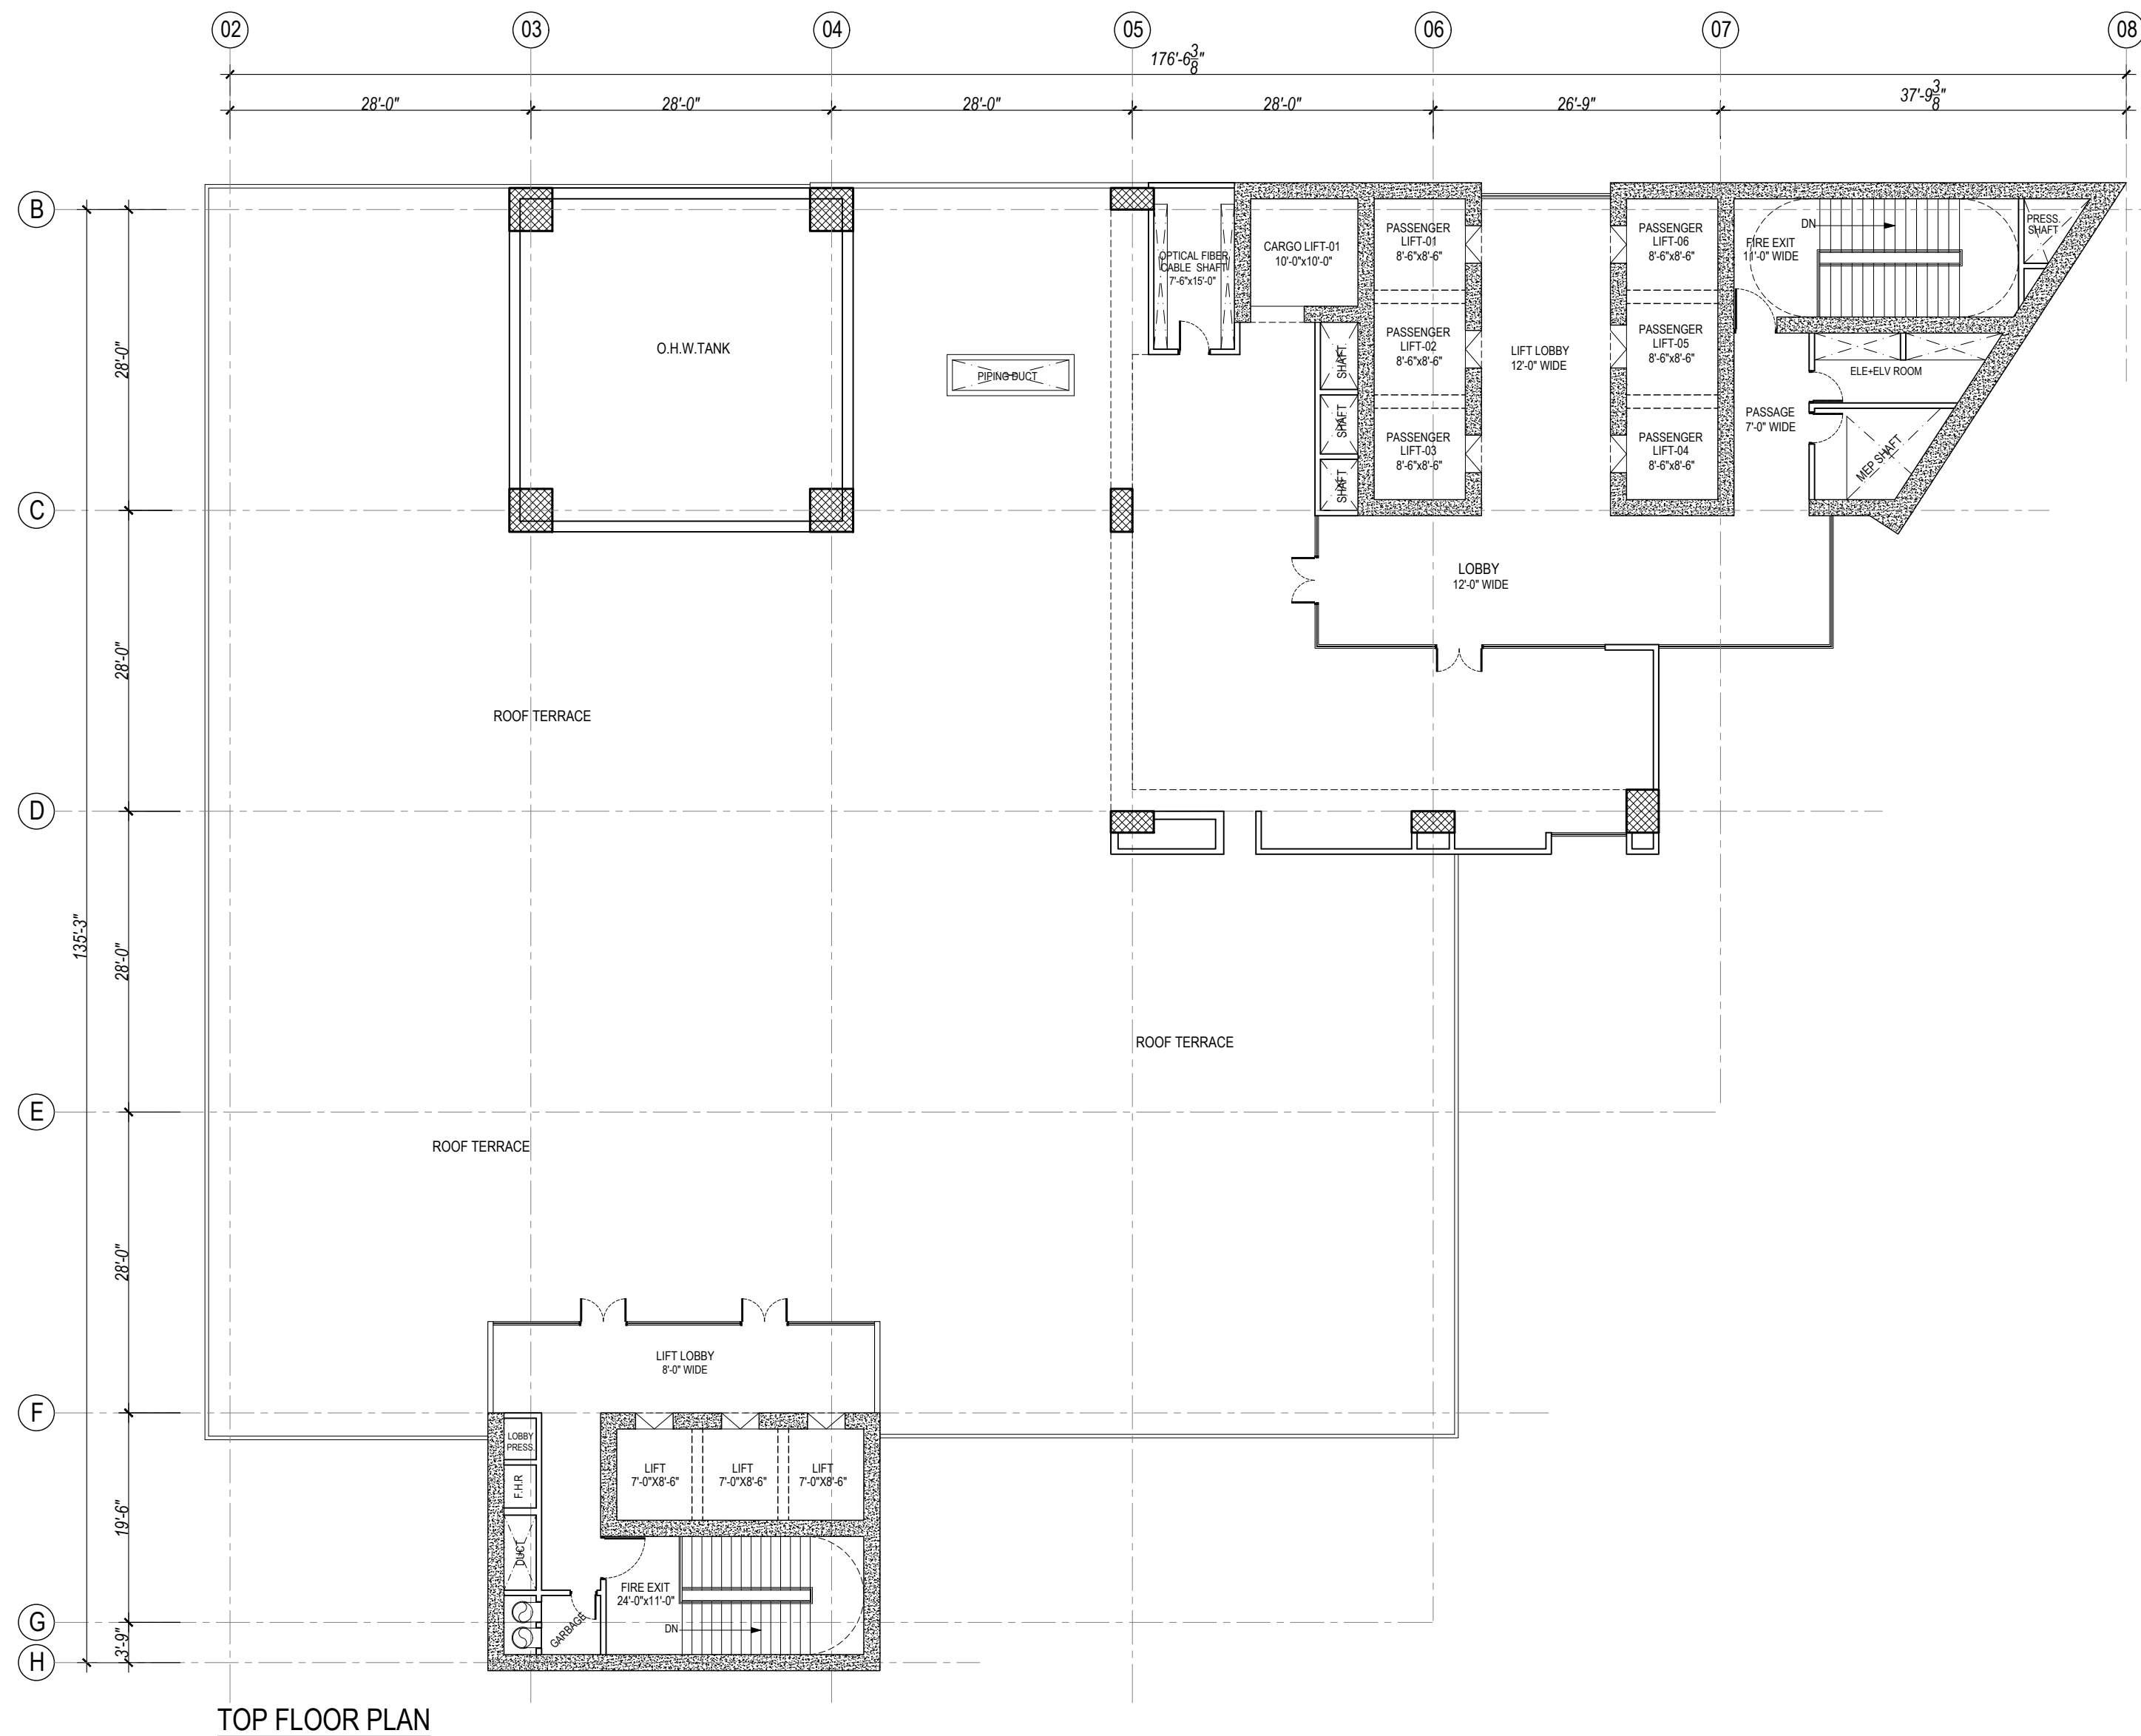 02 03 04 05 06 07 08
176'-6 3/8"
28'-0" 28'-0" 28'-0" 28'-0" 26'-9" 37'-9 3/8"
B
C
D
E
F
G
H
135'-3"
28'-0"
28'-0"
28'-0"
28'-0"
19'-6"
3'-9"
O.H.W.TANK
PIPING DUCT
OPTICAL FIBER
CABLE SHAFT
7'-6"x15'-0"
CARGO LIFT-01
10'-0"x10'-0"
SHAFT
SHAFT
SHAFT
PASSENGER
LIFT-01
8'-6"x8'-6"
PASSENGER
LIFT-02
8'-6"x8'-6"
PASSENGER
LIFT-03
8'-6"x8'-6"
LIFT LOBBY
12'-0" WIDE
PASSENGER
LIFT-06
8'-6"x8'-6"
PASSENGER
LIFT-05
8'-6"x8'-6"
PASSENGER
LIFT-04
8'-6"x8'-6"
DN
FIRE EXIT
11'-0" WIDE
PRESS.
SHAFT
ELE+ELV ROOM
PASSAGE
7'-0" WIDE
MEP SHAFT
LOBBY
12'-0" WIDE
ROOF TERRACE
ROOF TERRACE
ROOF TERRACE
LIFT LOBBY
8'-0" WIDE
LOBBY
PRESS.
F.H.R
DUCT
LIFT
7'-0"X8'-6"
LIFT
7'-0"X8'-6"
LIFT
7'-0"X8'-6"
FIRE EXIT
24'-0"x11'-0"
DN
GARBAGE
TOP FLOOR PLAN